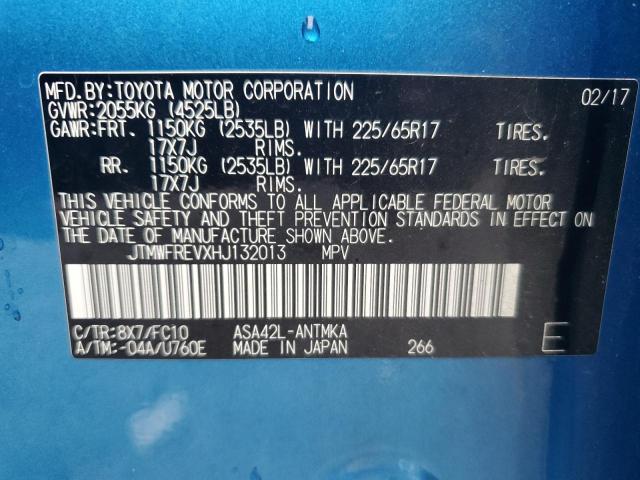 MFD.BY:TOYOTA MOTOR CORPORATION 02/17
GVWR:2055KG (4525LB)
GAWR:FRT. 1150KG (2535LB) WITH 225/65R17 TIRES.
17X7J RIMS.
RR. 1150KG (2535LB) WITH 225/65R17 TIRES.
17X7J RIMS.
THIS VEHICLE CONFORMS TO ALL APPLICABLE FEDERAL MOTOR
VEHICLE SAFETY AND THEFT PREVENTION STANDARDS IN EFFECT ON
THE DATE OF MANUFACTURE SHOWN ABOVE.
JTMWFREVXHJ132013 MPV
C/TR:8X7/FC10 ASA42L-ANTMKA
A/TM:-04A/U760E MADE IN JAPAN 266 E